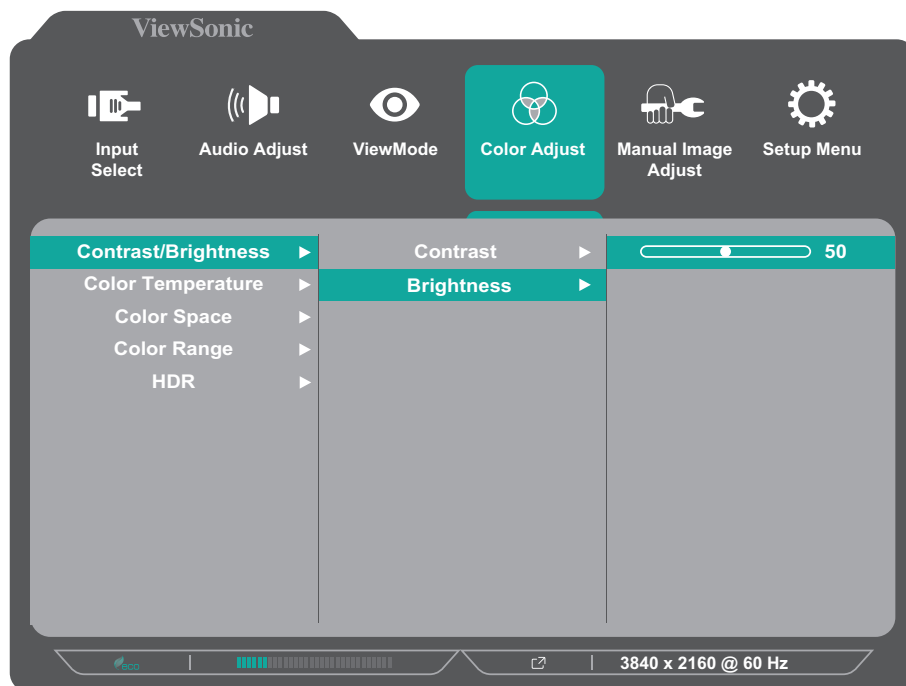 ViewSonic
Input Select
Audio Adjust
ViewMode
Color Adjust
Manual Image Adjust
Setup Menu
Contrast/Brightness
Contrast
50
Color Temperature
Brightness
Color Space
Color Range
HDR
eco
3840 x 2160 @ 60 Hz